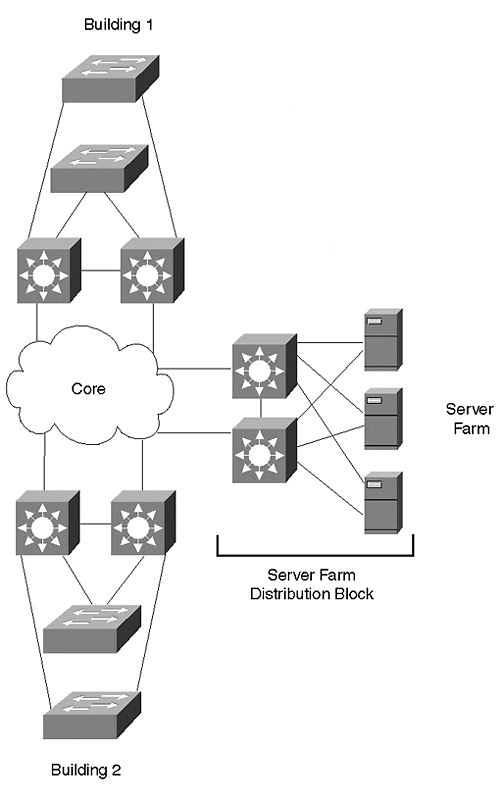 Building 1
Core
Server
Farm
Server Farm
Distribution Block
Building 2